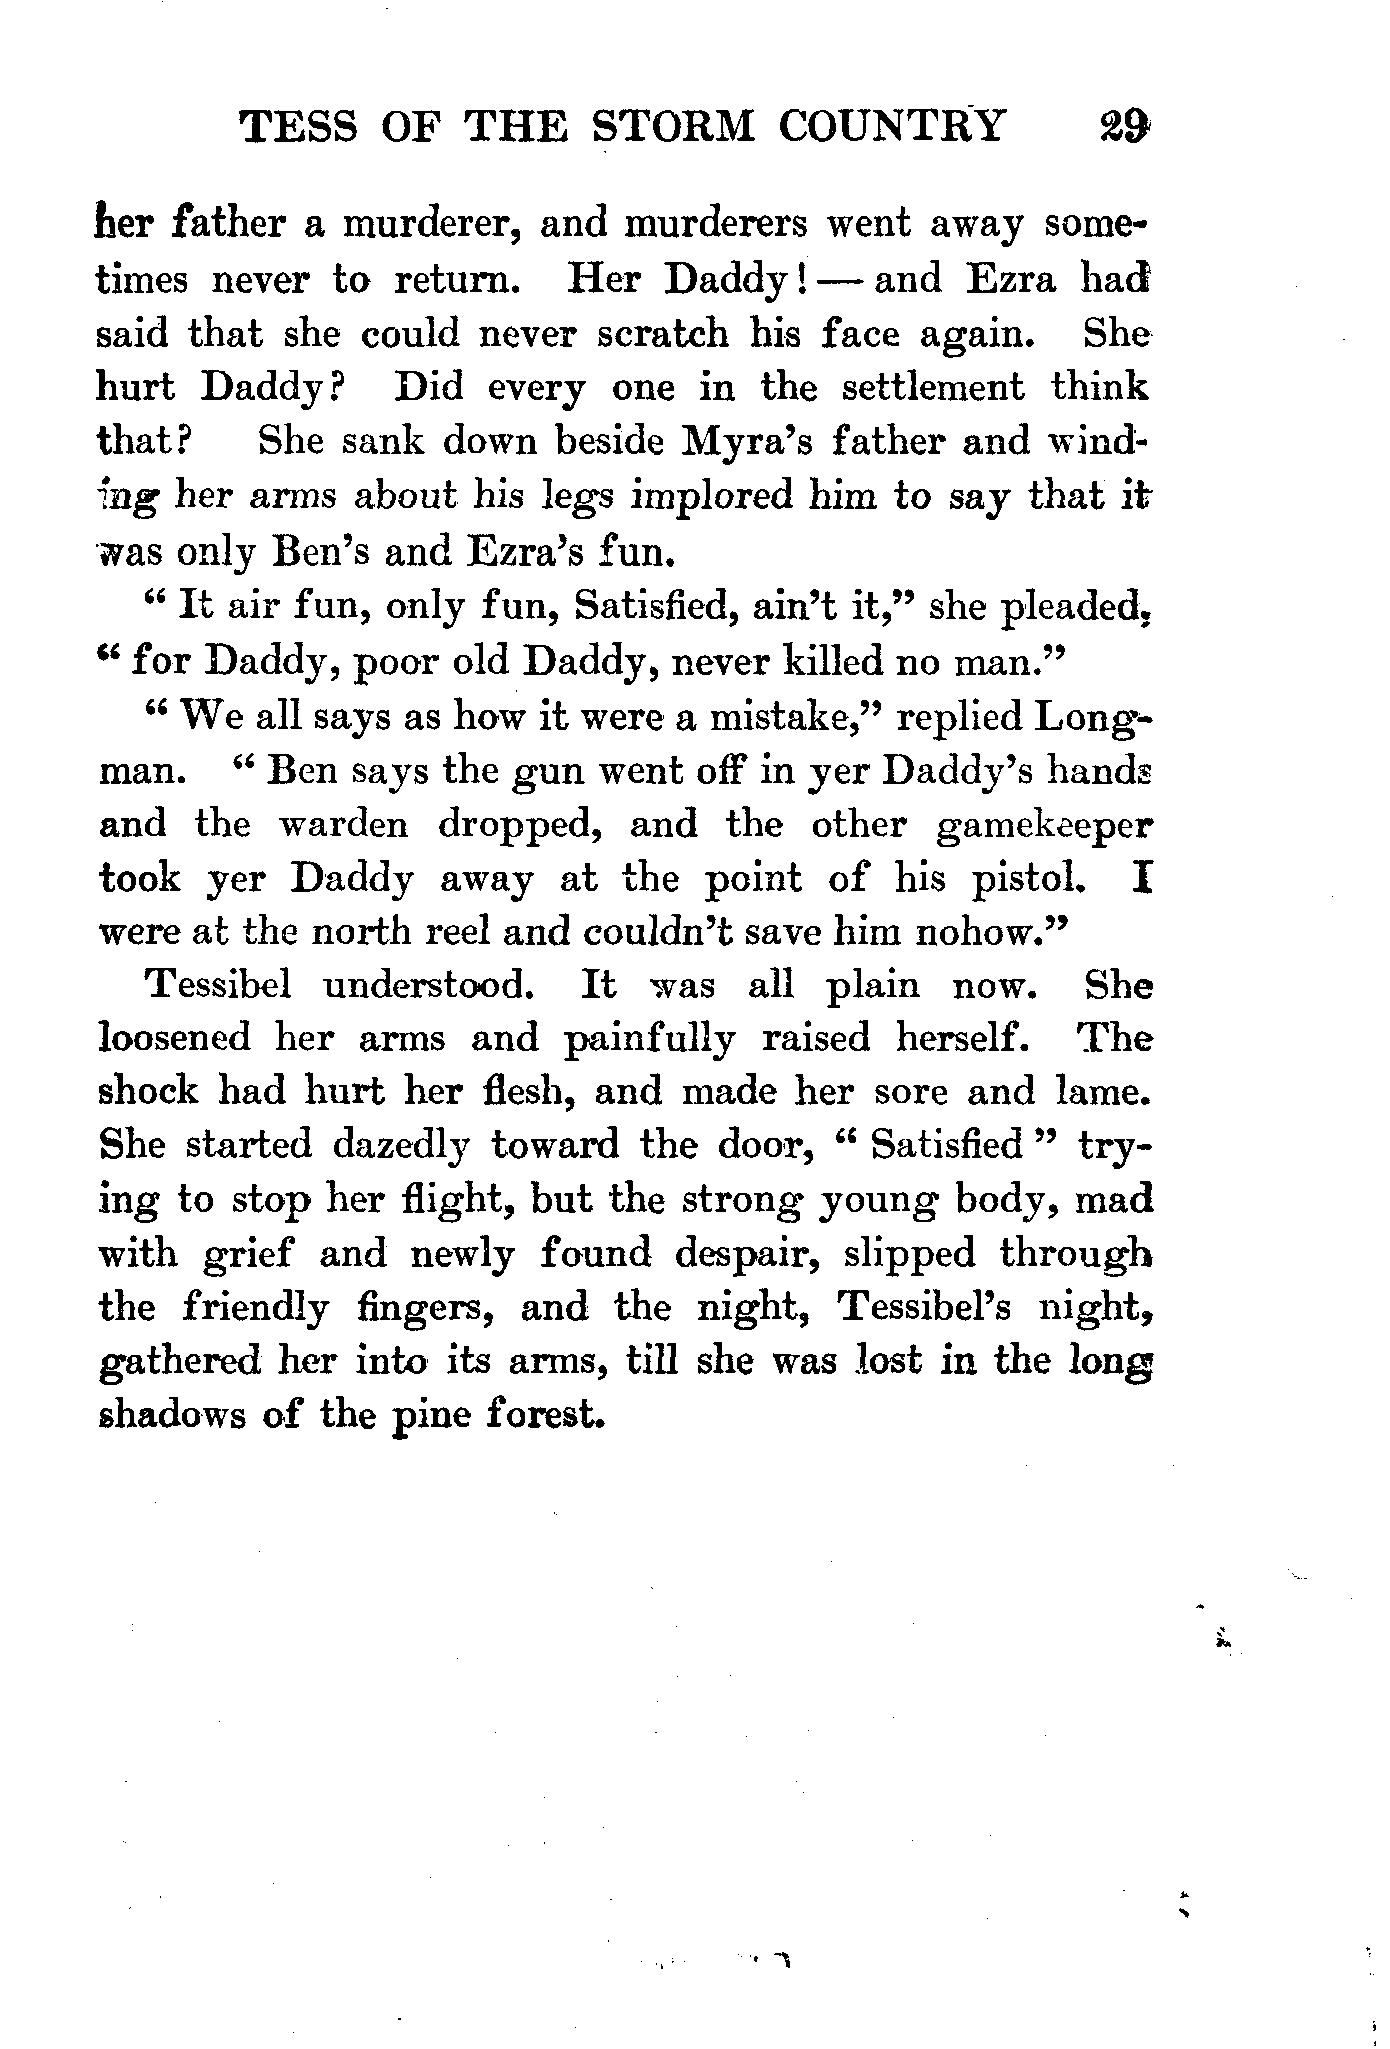 TESS OF THE STORM COUNTRY 29
her father a murderer, and murderers went away some-
times never to return. Her Daddy! — and Ezra had
said that she could never scratch his face again. She
hurt Daddy? Did every one in the settlement think
that? She sank down beside Myra's father and wind-
ing her arms about his legs implored him to say that it
was only Ben's and Ezra's fun.
" It air fun, only fun, Satisfied, ain't it," she pleaded,
" for Daddy, poor old Daddy, never killed no man."
" We all says as how it were a mistake," replied Long-
man. " Ben says the gun went off in yer Daddy's hands
and the warden dropped, and the other gamekeeper
took yer Daddy away at the point of his pistol. I
were at the north reel and couldn't save him nohow."
Tessibel understood. It was all plain now. She
loosened her arms and painfully raised herself. The
shock had hurt her flesh, and made her sore and lame.
She started dazedly toward the door, " Satisfied " try-
ing to stop her flight, but the strong young body, mad
with grief and newly found despair, slipped through
the friendly fingers, and the night, Tessibel's night,
gathered her into its arms, till she was lost in the long
shadows of the pine forest.